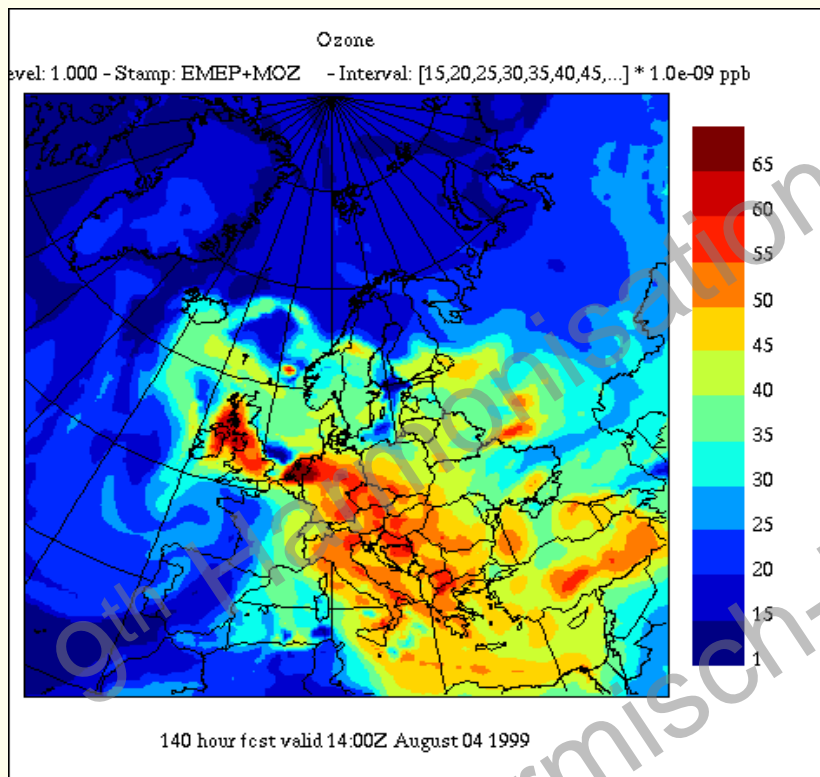 Ozone
evel: 1.000 - Stamp: EMEP+MOZ - Interval: [15,20,25,30,35,40,45,...] * 1.0e-09 ppb
65
60
55
50
45
40
35
30
25
20
15
1
140 hour fcst valid 14:00Z August 04 1999
9th Harmonisation
rmisch-